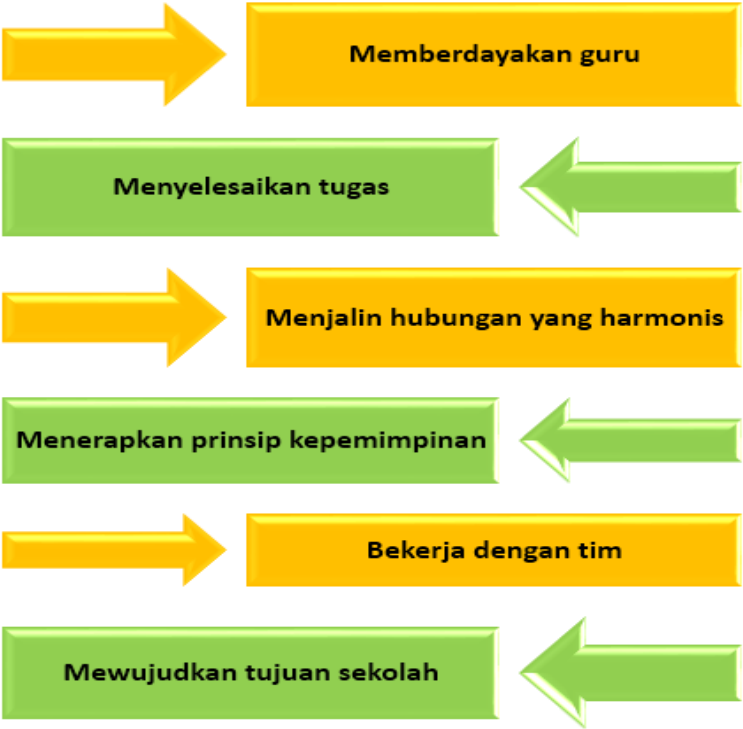 Memberdayakan guru
Menyelesaikan tugas
Menjalin hubungan yang harmonis
Menerapkan prinsip kepemimpinan
Bekerja dengan tim
Mewujudkan tujuan sekolah